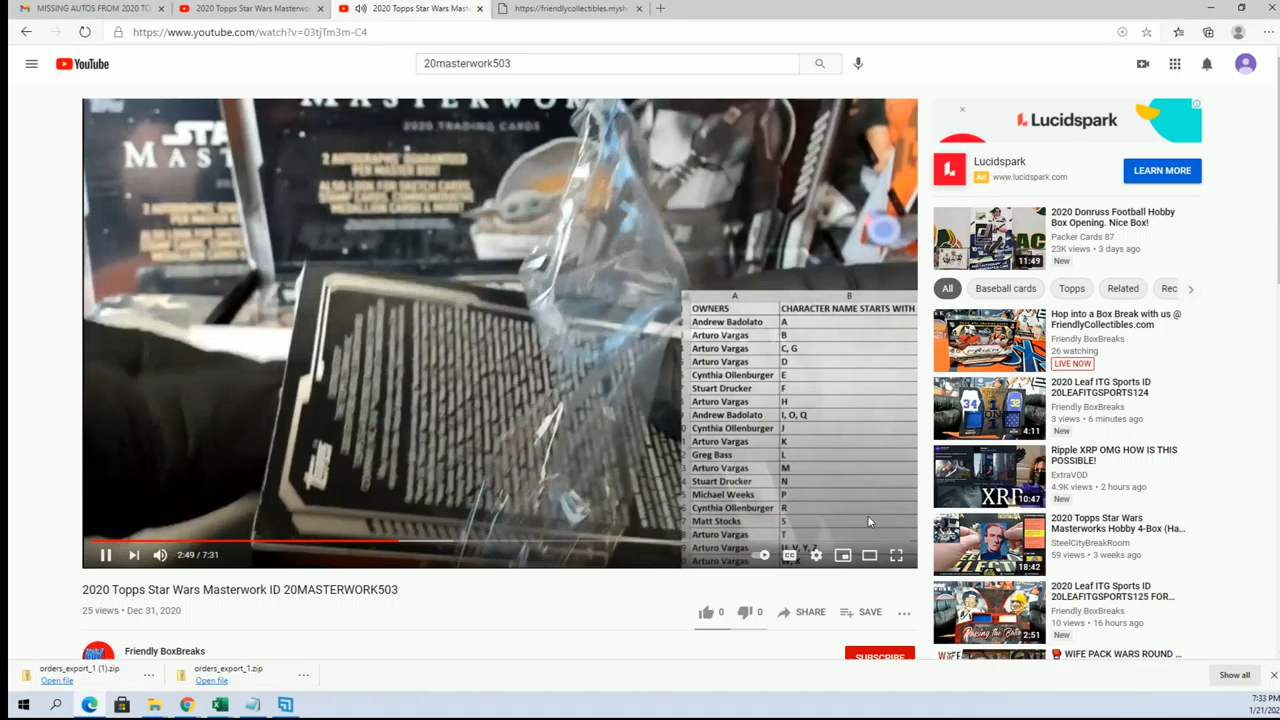 MISSING AUTOS FROM 2020 TO
2020 Topps Star Wars Masterwo
2020 Topps Star Wars Mast
https://friendlycollectibles.mysh
https://www.youtube.com/watch?v=03tjTm3m-C4
YouTube
20masterwork503
2020 TRADING CARDS
STAR
MASTERW
2 AUTOGRAPHS GUARANTEED
PER MASTER BOX!
ALSO LOOK FOR SKETCH CARDS,
STAMP CARDS, COMMEMORATIVE
MEDALLION CARDS & MORE!
A B
OWNERS CHARACTER NAME STARTS WITH
Andrew Badolato A
Arturo Vargas B
Arturo Vargas C, G
Arturo Vargas D
Cynthia Ollenburger E
Stuart Drucker F
Arturo Vargas H
Andrew Badolato I, O, Q
Cynthia Ollenburger J
Arturo Vargas K
Greg Bass L
Arturo Vargas M
Stuart Drucker N
Michael Weeks P
Cynthia Ollenburger R
Matt Stocks S
Arturo Vargas T
Arturo Vargas U, V, Y, Z
Arturo Vargas W, X
2:49 / 7:31
2020 Topps Star Wars Masterwork ID 20MASTERWORK503
25 views • Dec 31, 2020
0 0 SHARE SAVE
Friendly BoxBreaks
SUBSCRIBE
Lucidspark
Lucidspark
Ad www.lucidspark.com
LEARN MORE
2020 Donruss Football Hobby
Box Opening. Nice Box!
Packer Cards 87
23K views • 3 days ago
New
11:49
All Baseball cards Topps Related Rec
Hop into a Box Break with us @
FriendlyCollectibles.com
Friendly BoxBreaks
26 watching
LIVE NOW
2020 Leaf ITG Sports ID
20LEAFITGSPORTS124
Friendly BoxBreaks
3 views • 6 minutes ago
New
4:11
Ripple XRP OMG HOW IS THIS
POSSIBLE!
ExtraVOD
4.9K views • 2 hours ago
New
XRP
10:47
2020 Topps Star Wars
Masterworks Hobby 4-Box (Ha...
SteelCityBreakRoom
59 views • 3 weeks ago
18:42
2020 Leaf ITG Sports ID
20LEAFITGSPORTS125 FOR...
Friendly BoxBreaks
10 views • 16 hours ago
New
2:51
WIFE PACK WARS ROUND ...
orders_export_1 (1).zip
Open file
orders_export_1.zip
Open file
Show all
7:33 PM
1/21/202